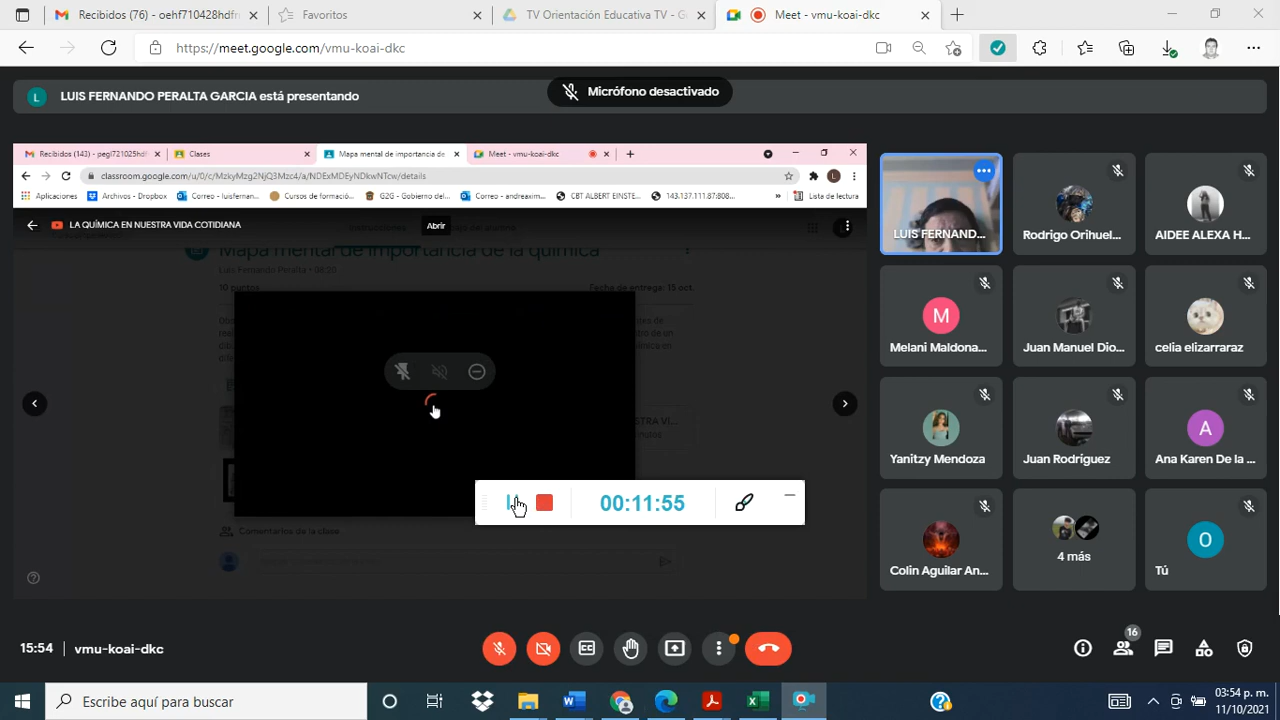 Recibidos (76) - oehf710428hdfr
Favoritos
TV Orientación Educativa TV - G
Meet - vmu-koai-dkc
https://meet.google.com/vmu-koai-dkc
L
LUIS FERNANDO PERALTA GARCIA está presentando
Micrófono desactivado
Recibidos (143) - pegl721025hdf
Clases
Mapa mental de importancia de
Meet - vmu-koai-dkc
classroom.google.com/u/0/c/MzkyMzg2NjQ3Mzc4/a/NDExMDEyNDkwNTcw/details
L
Aplicaciones
Archivos - Dropbox
Correo - luisfernan...
Cursos de formació...
G2G - Gobierno del...
Correo - andreaxim...
CBT ALBERT EINSTE...
143.137.111.87:808...
»
Lista de lectura
LA QUÍMICA EN NUESTRA VIDA COTIDIANA
Abrir
Mapa mental de importancia de la química
Luis Fernando Peralta • 08:20
10 puntos
Fecha de entrega: 15 oct.
Comentarios de la clase
00:11:55
LUIS FERNAND...
Rodrigo Orihuel...
AIDEE ALEXA H...
M
Melani Maldona...
Juan Manuel Dio...
celia elizarraraz
Yanitzy Mendoza
Juan Rodríguez
A
Ana Karen De la ...
Colin Aguilar An...
4 más
O
Tú
15:54
vmu-koai-dkc
16
Escribe aquí para buscar
03:54 p. m.
11/10/2021